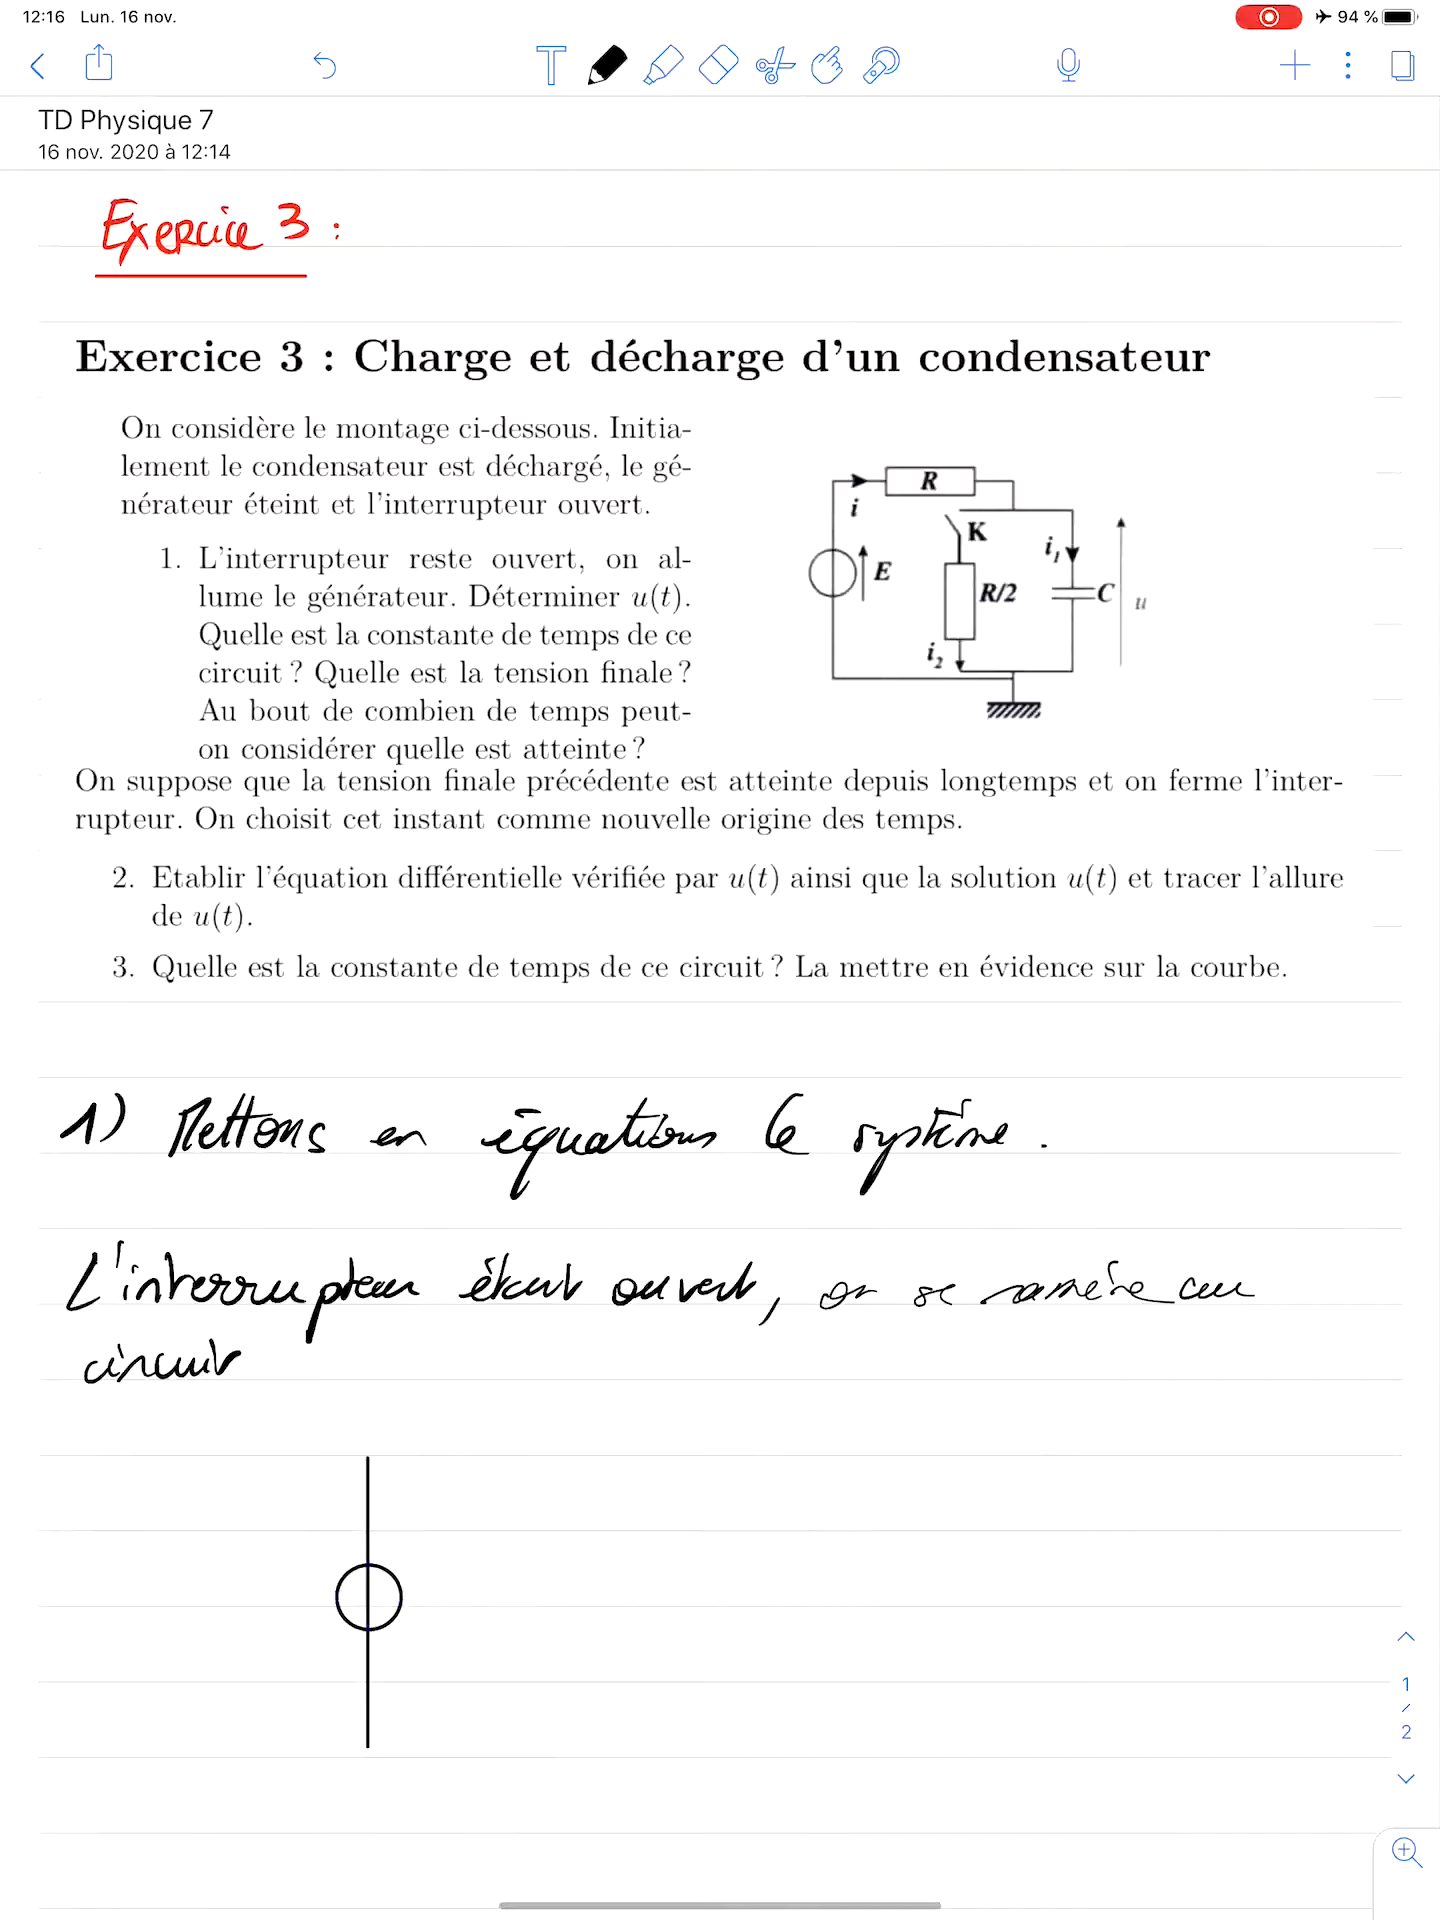 12:16 Lun. 16 nov.
94 %
TD Physique 7
16 nov. 2020 à 12:14
Exercice 3 :
Exercice 3 : Charge et décharge d'un condensateur
On considère le montage ci-dessous. Initia-
lement le condensateur est déchargé, le gé-
nérateur éteint et l'interrupteur ouvert.
1. L'interrupteur reste ouvert, on al-
lume le générateur. Déterminer u(t).
Quelle est la constante de temps de ce
circuit ? Quelle est la tension finale ?
Au bout de combien de temps peut-
on considérer quelle est atteinte ?
R
i
K
i₁
E
R/2
C
u
i₂
On suppose que la tension finale précédente est atteinte depuis longtemps et on ferme l'inter-
rupteur. On choisit cet instant comme nouvelle origine des temps.
2. Etablir l'équation différentielle vérifiée par u(t) ainsi que la solution u(t) et tracer l'allure
de u(t).
3. Quelle est la constante de temps de ce circuit ? La mettre en évidence sur la courbe.
1) Mettons en équations le système.
L'interrupteur étant ouvert, on se ramène au
circuit
1
/
2